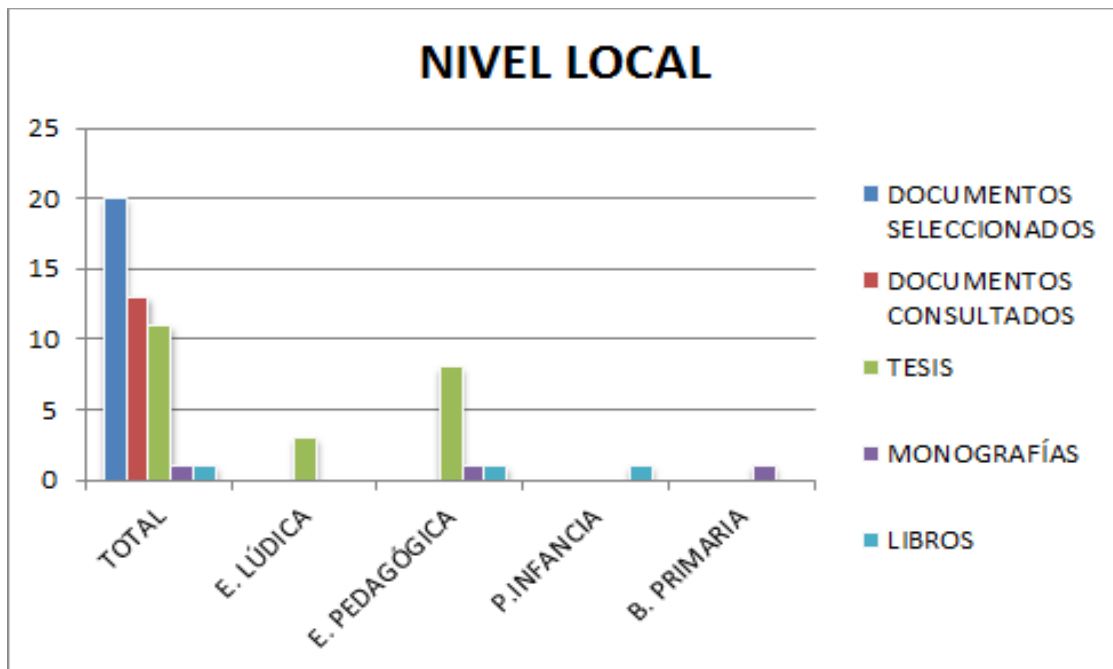 NIVEL LOCAL
25
20
15
10
5
0
TOTAL
E. LÚDICA
E. PEDAGÓGICA
P.INFANCIA
B. PRIMARIA
DOCUMENTOS
SELECCIONADOS
DOCUMENTOS
CONSULTADOS
TESIS
MONOGRAFÍAS
LIBROS